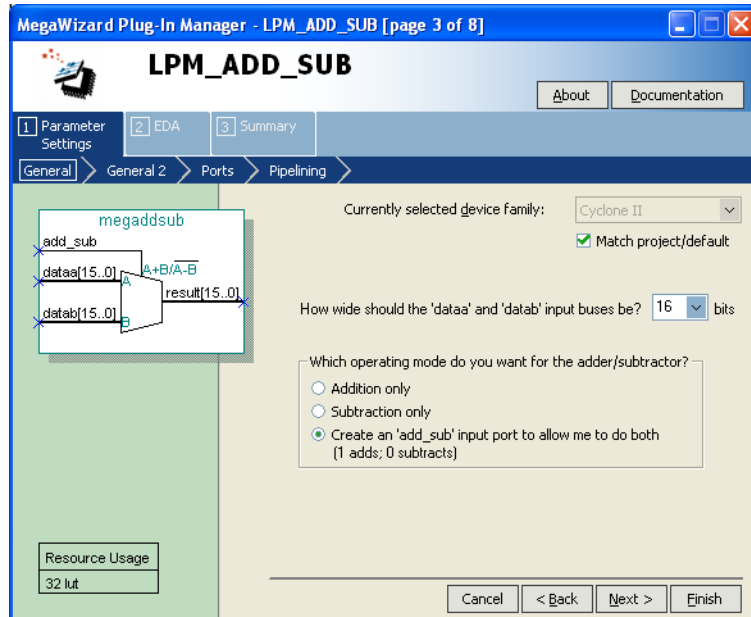 MegaWizard Plug-In Manager - LPM_ADD_SUB [page 3 of 8]
LPM_ADD_SUB
About
Documentation
1 Parameter Settings
2 EDA
3 Summary
General
General 2
Ports
Pipelining
megaddsub
add_sub
dataa[15..0]
A
A+B/A-B
result[15..0]
datab[15..0]
B
Currently selected device family:
Cyclone II
Match project/default
How wide should the 'dataa' and 'datab' input buses be? 16 bits
Which operating mode do you want for the adder/subtractor?
Addition only
Subtraction only
Create an 'add_sub' input port to allow me to do both
(1 adds; 0 subtracts)
Resource Usage
32 lut
Cancel
< Back
Next >
Finish